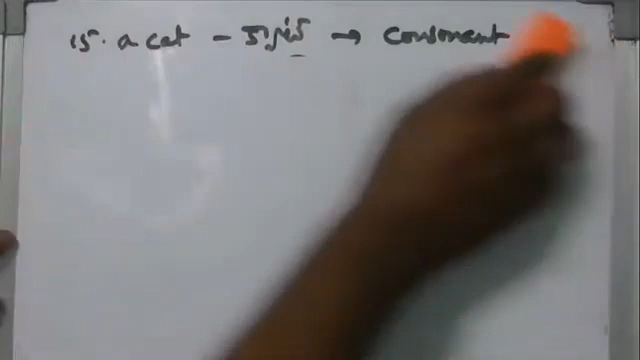 15. a cat - → consonant